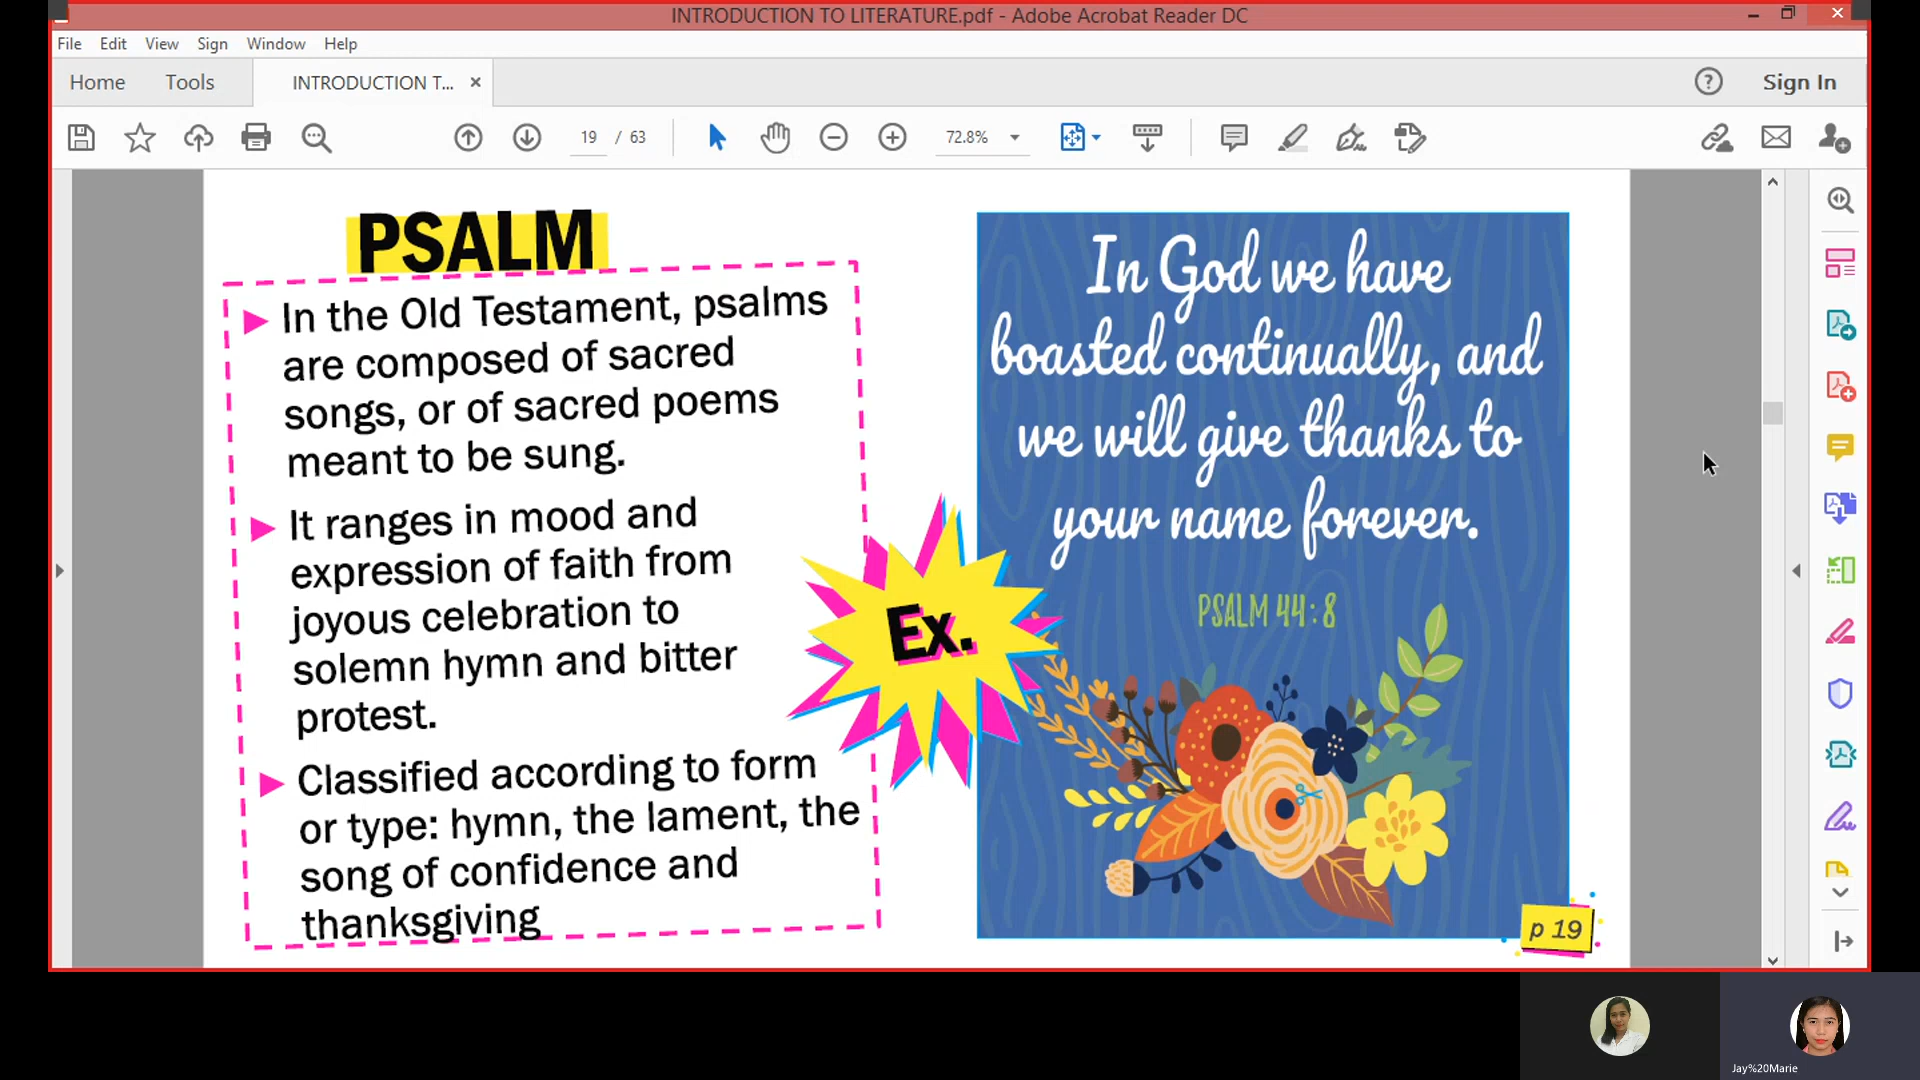 INTRODUCTION TO LITERATURE.pdf - Adobe Acrobat Reader DC
File Edit View Sign Window Help
Home Tools INTRODUCTION T... Sign In
19 / 63 72.8%
PSALM
In the Old Testament, psalms
are composed of sacred
songs, or of sacred poems
meant to be sung.
It ranges in mood and
expression of faith from
joyous celebration to
solemn hymn and bitter
protest.
Classified according to form
or type: hymn, the lament, the
song of confidence and
thanksgiving
Ex.
In God we have
boasted continually, and
we will give thanks to
your name forever.
PSALM 44:8
p 19
Jay%20Marie